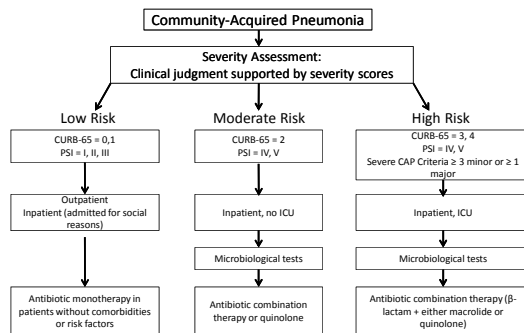 Community-Acquired Pneumonia
Severity Assessment:
Clinical judgment supported by severity scores
Low Risk
CURB-65 = 0,1
PSI = I, II, III
Outpatient
Inpatient (admitted for social
reasons)
Antibiotic monotherapy in
patients without comorbidities
or risk factors
Moderate Risk
CURB-65 = 2
PSI = IV, V
Inpatient, no ICU
Microbiological tests
Antibiotic combination
therapy or quinolone
High Risk
CURB-65 = 3, 4
PSI = IV, V
Severe CAP Criteria ≥ 3 minor or ≥ 1
major
Inpatient, ICU
Microbiological tests
Antibiotic combination therapy (β-
lactam + either macrolide or
quinolone)